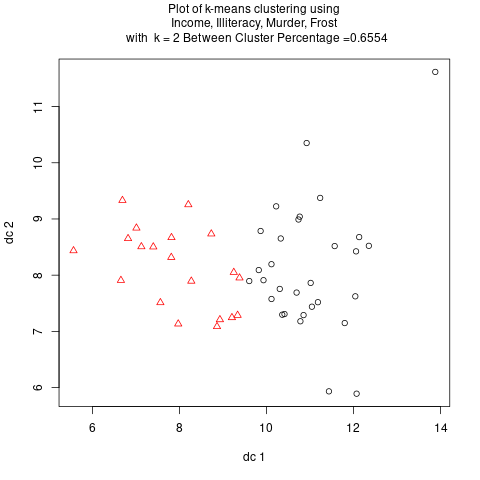 Plot of k-means clustering using
Income, Illiteracy, Murder, Frost
with  k = 2 Between Cluster Percentage =0.6554
11
10
9
8
7
6
dc 2
6 8 10 12 14
dc 1